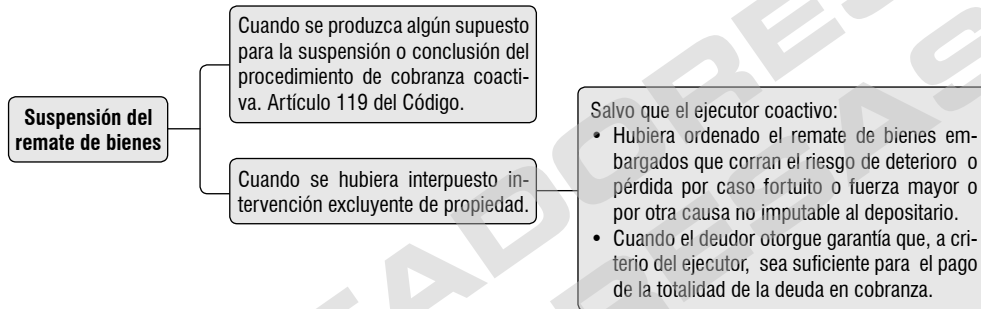 Cuando se produzca algún supuesto
para la suspensión o conclusión del
procedimiento de cobranza coacti-
va. Artículo 119 del Código.
Suspensión del
remate de bienes
Cuando se hubiera interpuesto in-
tervención excluyente de propiedad.
Salvo que el ejecutor coactivo:
• Hubiera ordenado el remate de bienes em-
bargados que corran el riesgo de deterioro o
pérdida por caso fortuito o fuerza mayor o
por otra causa no imputable al depositario.
• Cuando el deudor otorgue garantía que, a cri-
terio del ejecutor, sea suficiente para el pago
de la totalidad de la deuda en cobranza.